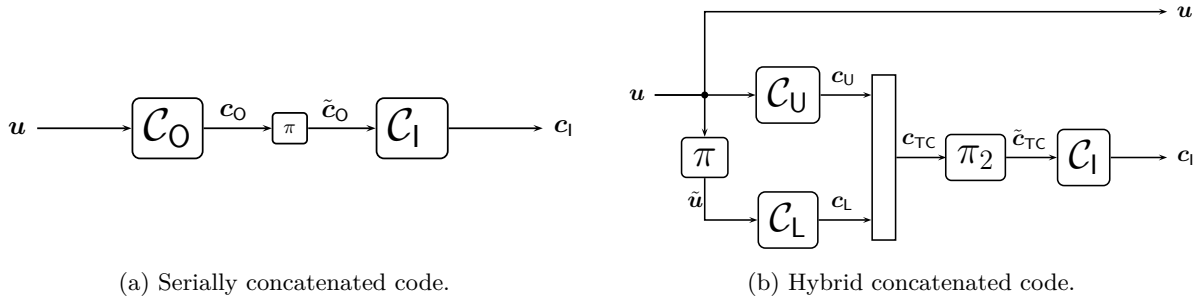 u
u C_O c_O π c̃_O C_I c_I
u C_U c_U
π c_TC π_2 c̃_TC C_I c_I
ũ C_L c_L
(a) Serially concatenated code.
(b) Hybrid concatenated code.